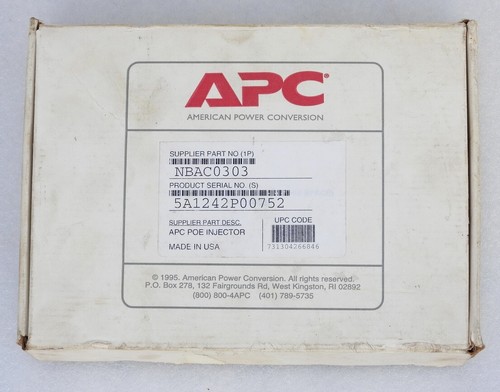 APC
AMERICAN POWER CONVERSION
SUPPLIER PART NO (1P)
NBAC0303
PRODUCT SERIAL NO. (S)
5A1242P00752
SUPPLIER PART DESC.
UPC CODE
APC POE INJECTOR
731304266846
MADE IN USA
© 1995. American Power Conversion. All rights reserved.
P.O. Box 278, 132 Fairgrounds Rd, West Kingston, RI 02892
(800) 800-4APC (401) 789-5735